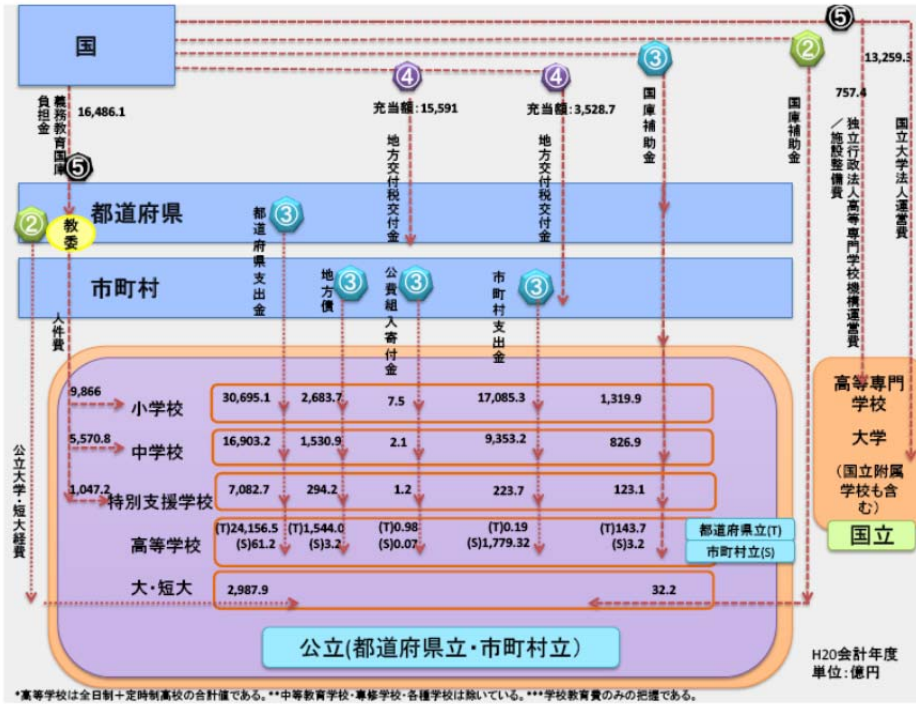 国
⑤
②
③
④
④
13,259.3
757.4
16,486.1
充当額:15,591
充当額:3,528.7
義務教育国庫
負担金
⑤
地方交付税交付金
地方交付税交付金
国庫補助金
国庫補助金
独立行政法人高等専門学校機構運営費
／施設整備費
国立大学法人運営費
都道府県
②
教委
都道府県支出金
③
市町村
地方債
③
公費組入寄付金
③
市町村支出金
③
人件費
公立大学・短大経費
9,866
小学校
30,695.1
2,683.7
7.5
17,085.3
1,319.9
5,570.8
中学校
16,903.2
1,530.9
2.1
9,353.2
826.9
1,047.2
特別支援学校
7,082.7
294.2
1.2
223.7
123.1
高等学校
(T)24,156.5
(S)61.2
(T)1,544.0
(S)3.2
(T)0.98
(S)0.07
(T)0.19
(S)1,779.32
(T)143.7
(S)3.2
都道府県立(T)
市町村立(S)
大・短大
2,987.9
32.2
公立(都道府県立・市町村立）
高等専門
学校
大学
（国立附属
学校も含
む）
国立
H20会計年度
単位：億円
*高等学校は全日制＋定時制高校の合計値である。**中等教育学校・専修学校・各種学校は除いている。***学校教育費のみの把握である。